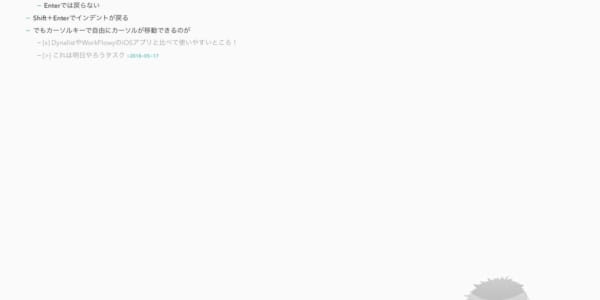 – Enterでは戻らない
– Shift+Enterでインデントが戻る
– でもカーソルキーで自由にカーソルが移動できるのが
– [x] DynalistやWorkFlowyのiOSアプリと比べて使いやすいところ！
– [>] これは明日やろうタスク >2018-05-17